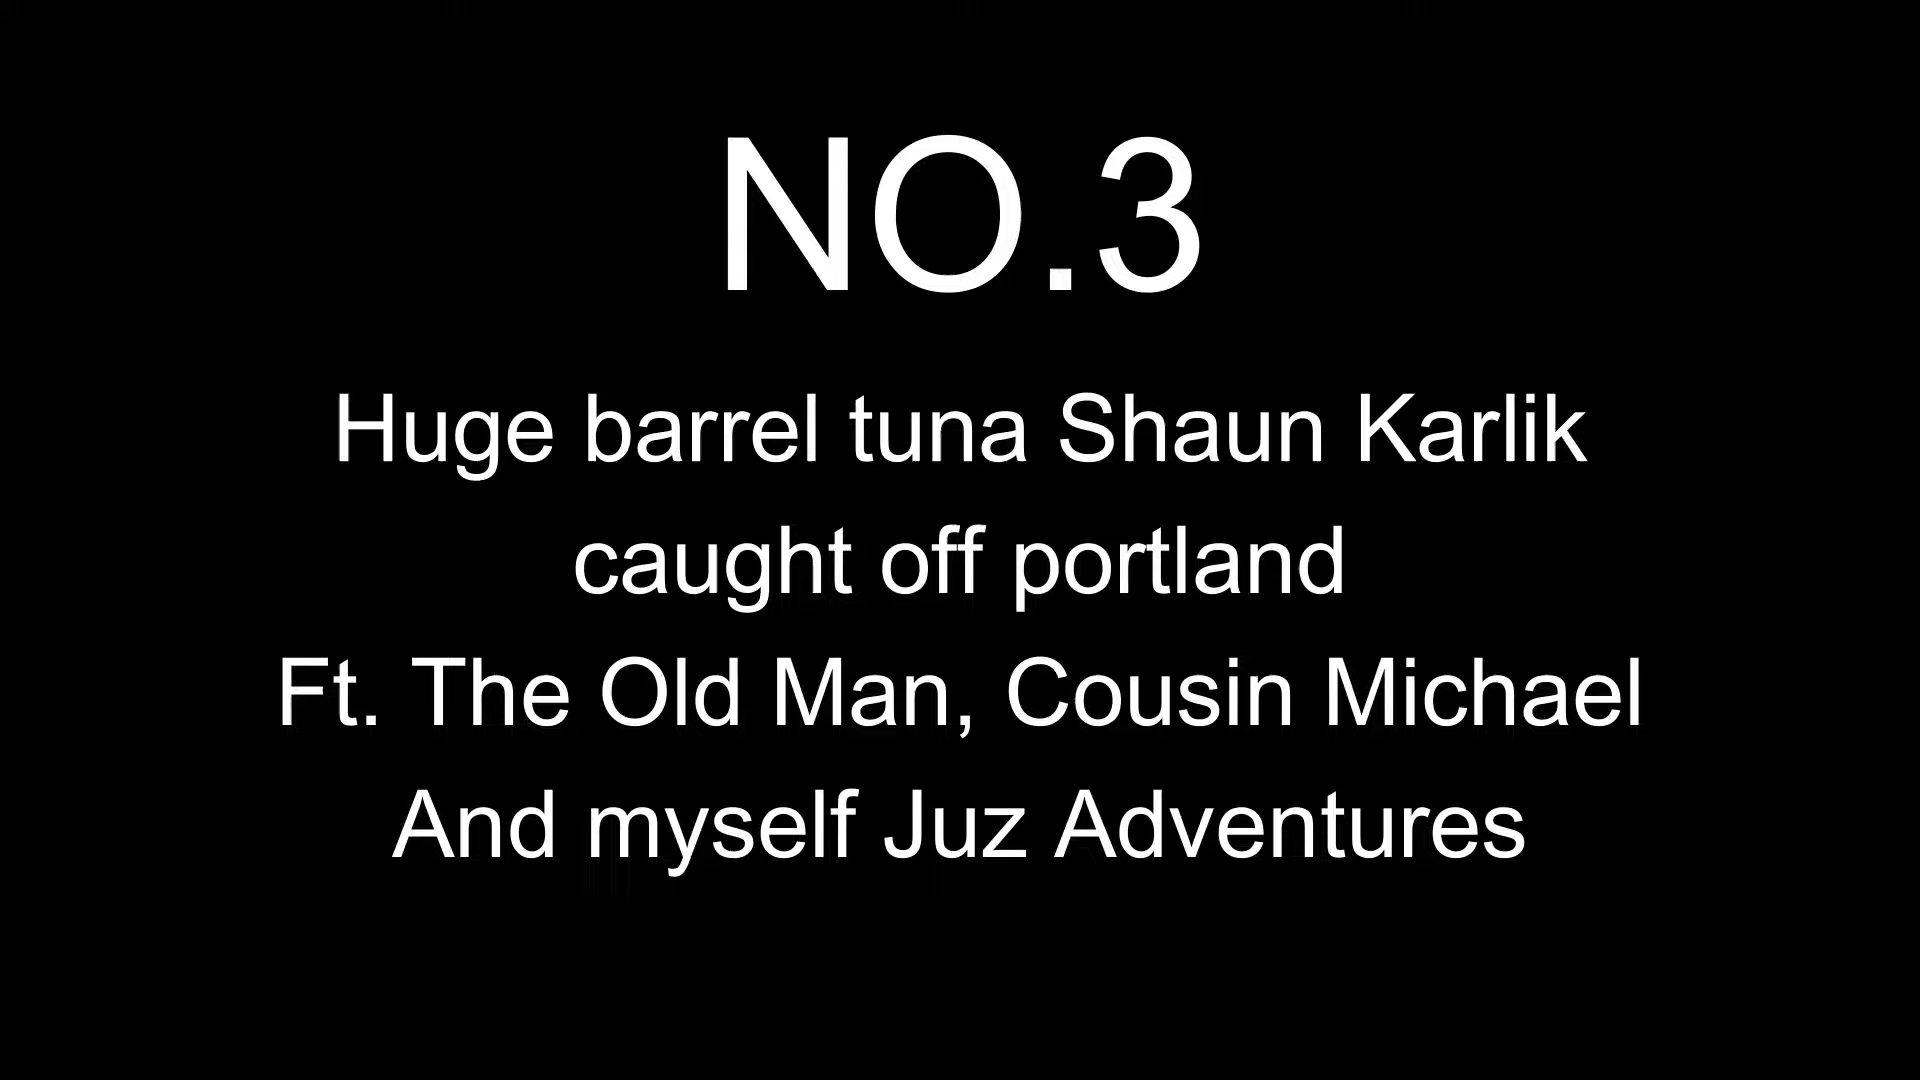 NO.3
Huge barrel tuna Shaun Karlik
caught off portland
Ft. The Old Man, Cousin Michael
And myself Juz Adventures